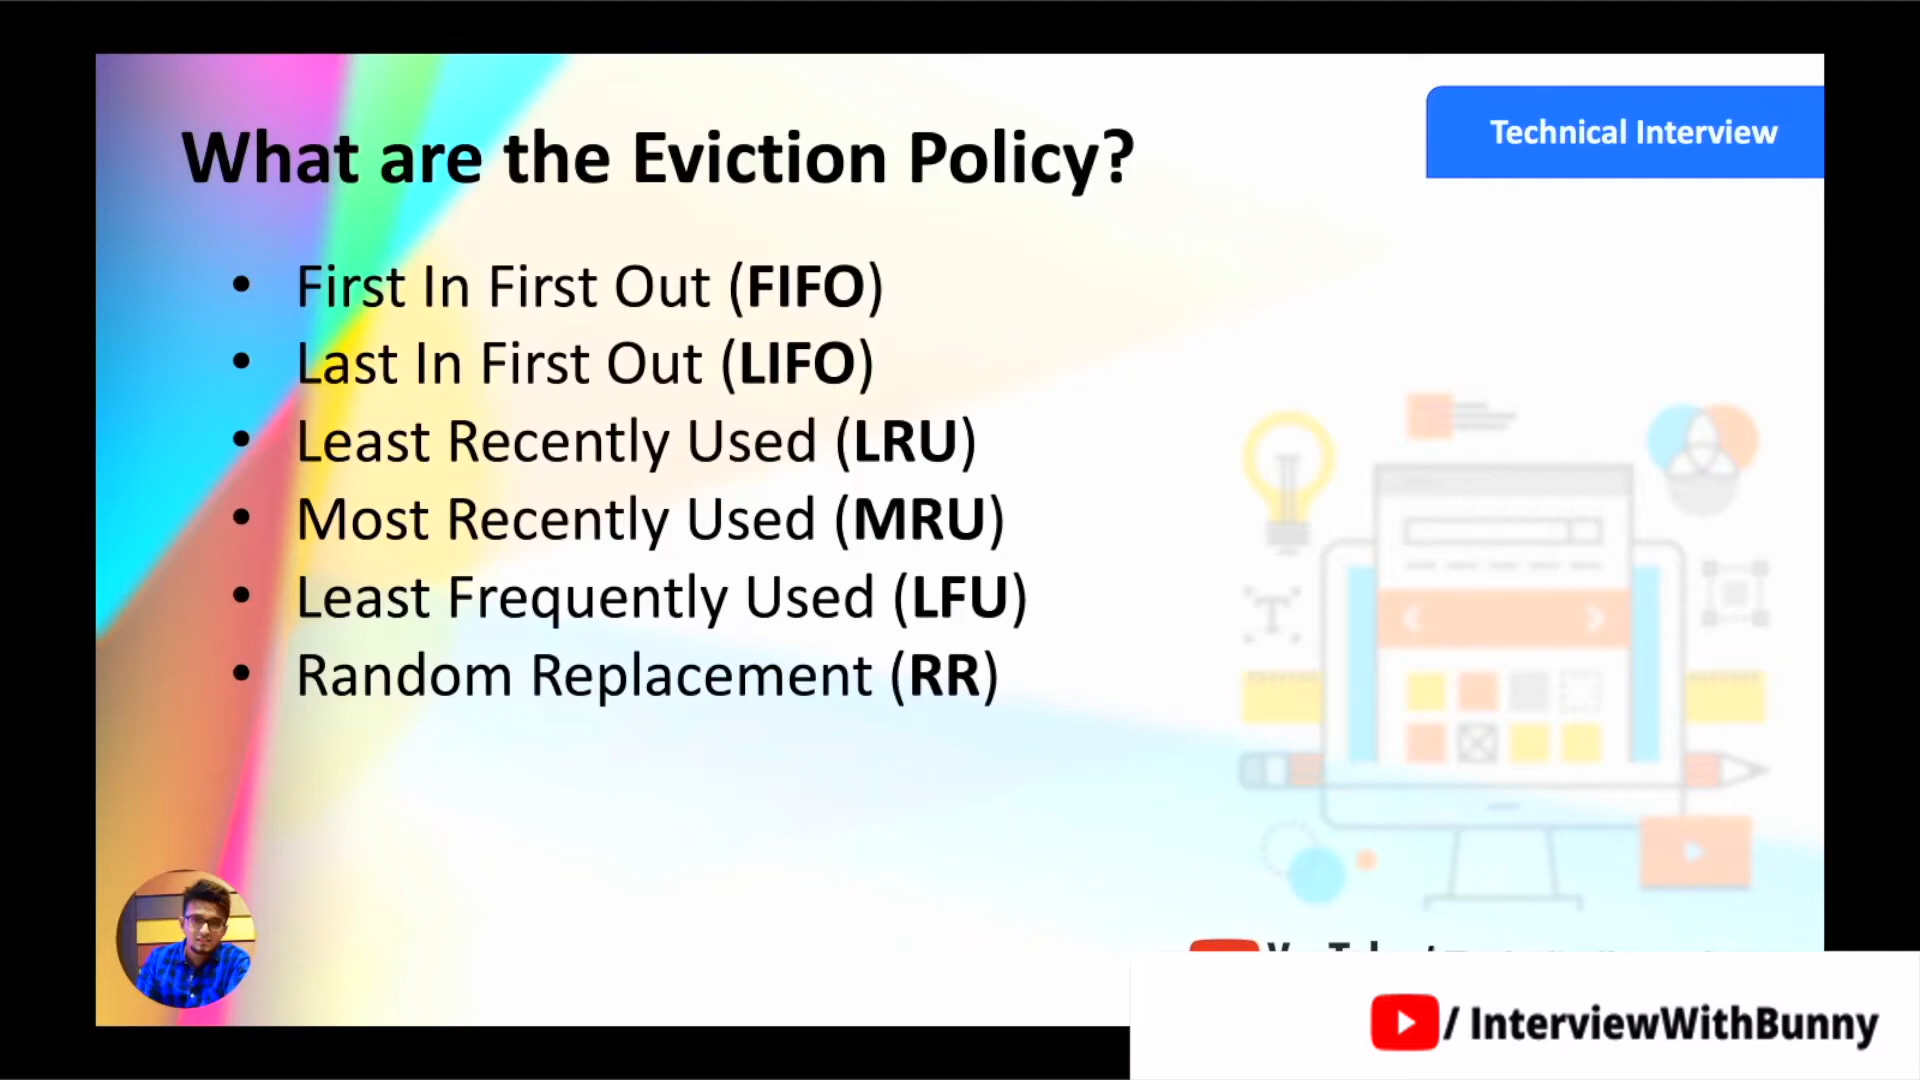 Technical Interview
What are the Eviction Policy?
• First In First Out (FIFO)
• Last In First Out (LIFO)
• Least Recently Used (LRU)
• Most Recently Used (MRU)
• Least Frequently Used (LFU)
• Random Replacement (RR)
/ InterviewWithBunny